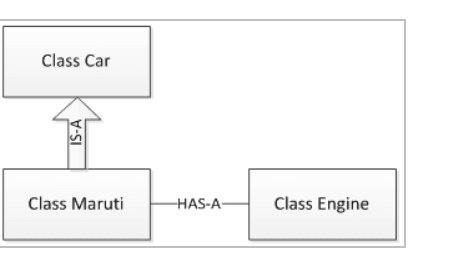 Class Car
IS-A
Class Maruti
HAS-A
Class Engine